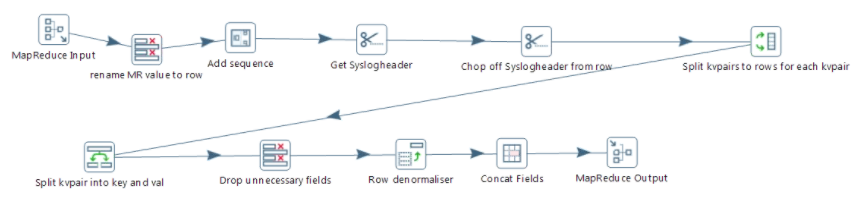 MapReduce Input
rename MR value to row
Add sequence
Get Syslogheader
Chop off Syslogheader from row
Split kvpairs to rows for each kvpair
Split kvpair into key and val
Drop unnecessary fields
Row denormaliser
Concat Fields
MapReduce Output